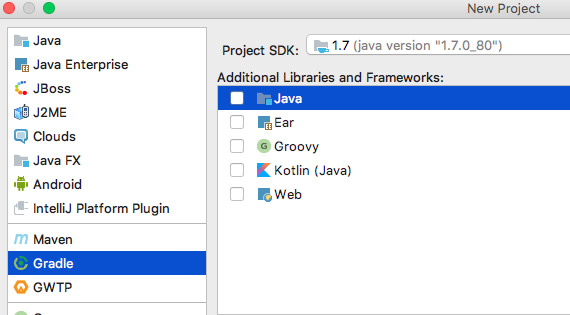 New Project
Java
Java Enterprise
JBoss
J2ME
Clouds
Java FX
Android
IntelliJ Platform Plugin
Maven
Gradle
GWTP
Project SDK: 1.7 (java version "1.7.0_80")
Additional Libraries and Frameworks:
Java
Ear
Groovy
Kotlin (Java)
Web